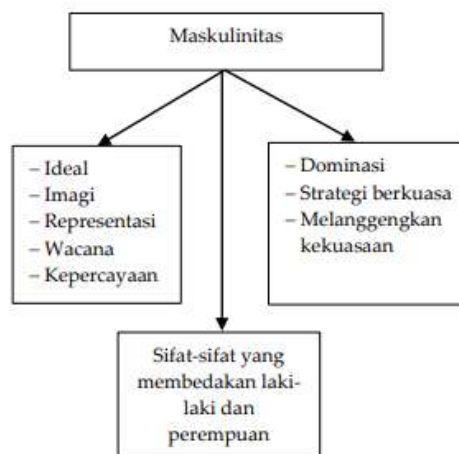 Maskulinitas
– Ideal
– Imagi
– Representasi
– Wacana
– Kepercayaan
– Dominasi
– Strategi berkuasa
– Melanggengkan
kekuasaan
Sifat-sifat yang
membedakan laki-
laki dan
perempuan